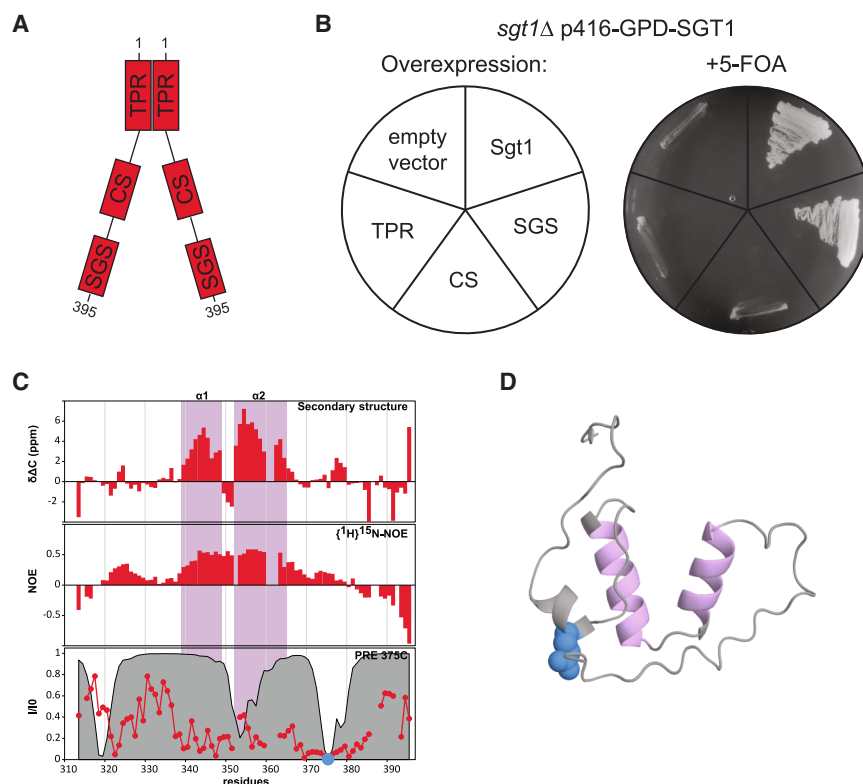 A
1 1
TPR TPR
CS CS
SGS SGS
395 395
B
sgt1Δ p416-GPD-SGT1
Overexpression: +5-FOA
empty vector
Sgt1
TPR
SGS
CS
C
α1 α2
Secondary structure
δΔC (ppm)
4
2
0
-2
{¹H}¹⁵N-NOE
NOE
0.5
0
-0.5
PRE 375C
I/I0
1
0.8
0.6
0.4
0.2
0
310 320 330 340 350 360 370 380 390
residues
D